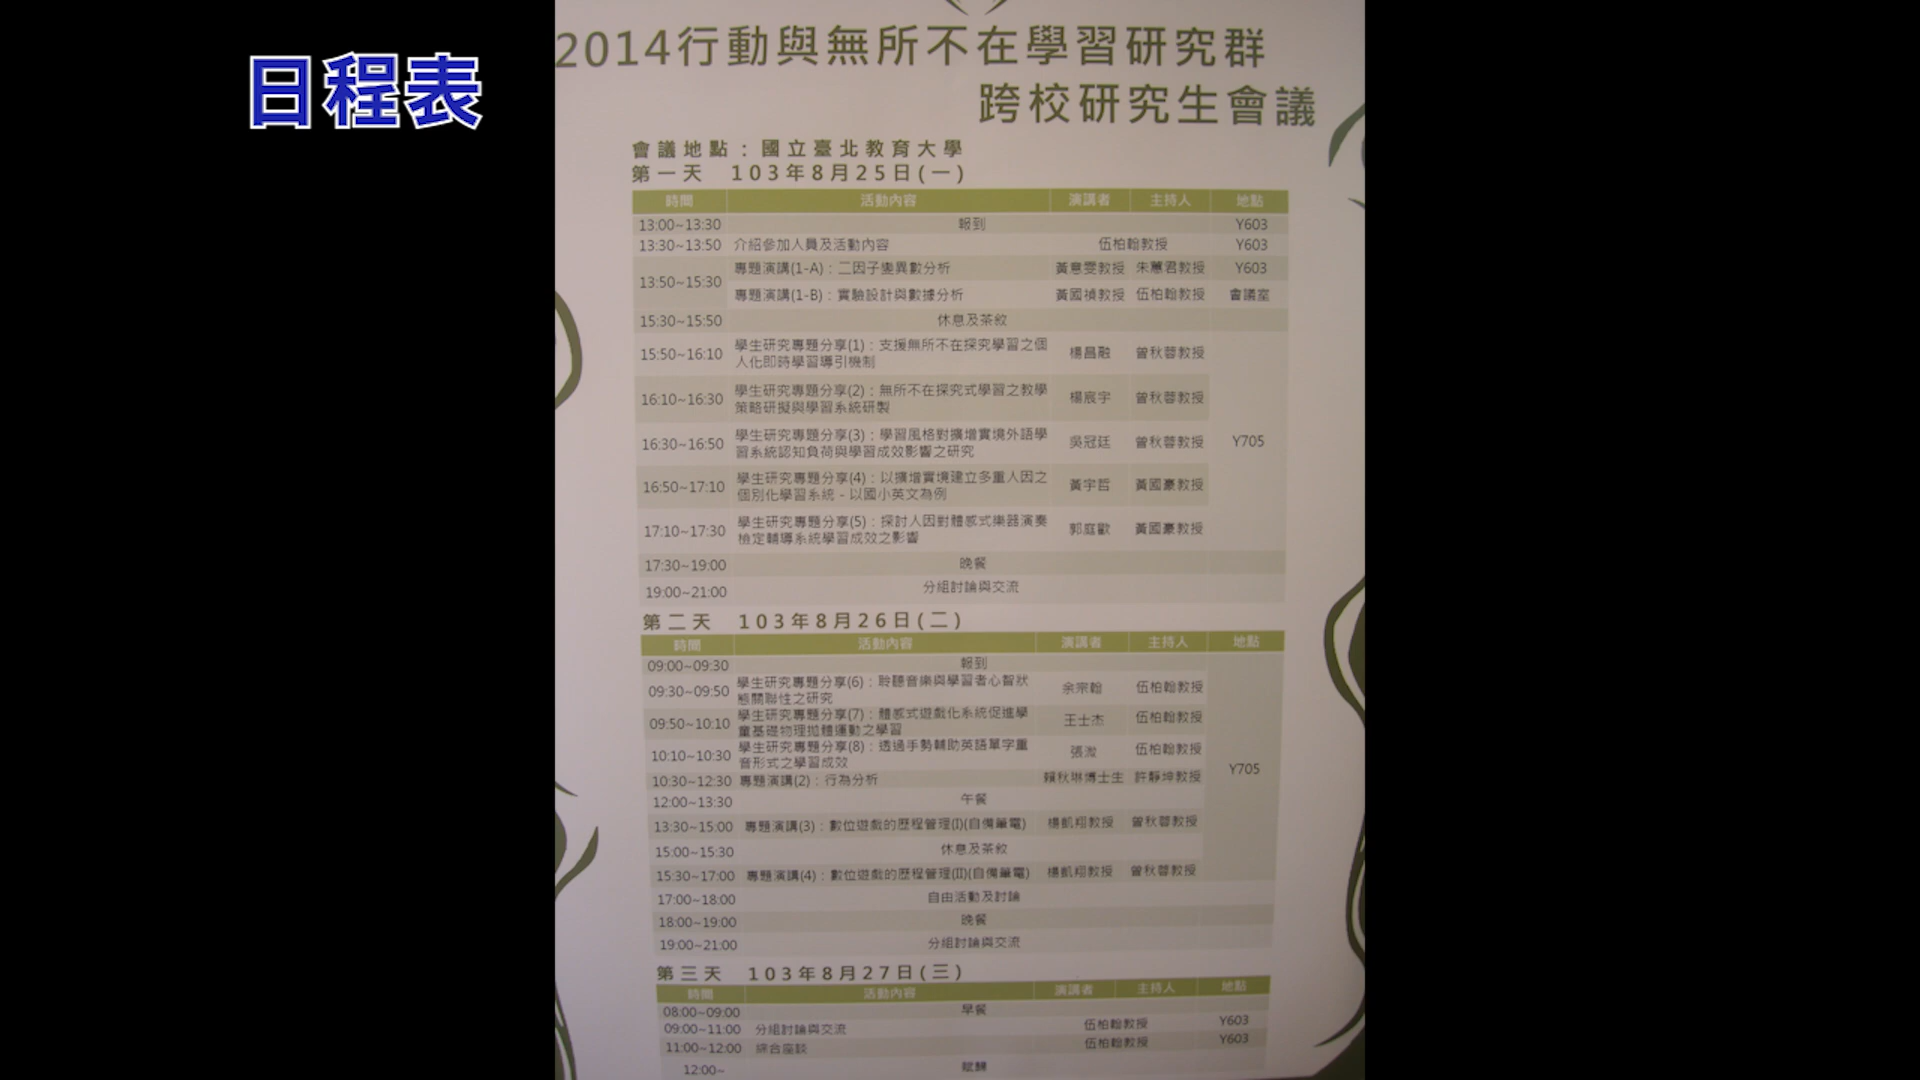 日程表
2014行動與無所不在學習研究群
跨校研究生會議
會議地點：國立臺北教育大學
第一天 103年8月25日(一)
時間 活動內容 演講者 主持人 地點
13:00~13:30 報到 Y603
13:30~13:50 介紹參加人員及活動內容 伍柏翰教授 Y603
13:50~15:30 專題演講(1-A)：二因子變異數分析 黃意雯教授 朱蕙君教授 Y603
專題演講(1-B)：實驗設計與數據分析 黃國禎教授 伍柏翰教授 會議室
15:30~15:50 休息及茶敘
15:50~16:10 學生研究專題分享(1)：支援無所不在探究學習之個
人化即時學習導引機制 楊昌融 曾秋蓉教授
16:10~16:30 學生研究專題分享(2)：無所不在探究式學習之教學
策略研擬與學習系統研製 楊宸宇 曾秋蓉教授
16:30~16:50 學生研究專題分享(3)：學習風格對擴增實境外語學
習系統認知負荷與學習成效影響之研究 吳冠廷 曾秋蓉教授 Y705
16:50~17:10 學生研究專題分享(4)：以擴增實境建立多重人因之
個別化學習系統－以國小英文為例 黃宇哲 黃國豪教授
17:10~17:30 學生研究專題分享(5)：探討人因對體感式樂器演奏
檢定輔導系統學習成效之影響 郭庭歡 黃國豪教授
17:30~19:00 晚餐
19:00~21:00 分組討論與交流
第二天 103年8月26日(二)
時間 活動內容 演講者 主持人 地點
09:00~09:30 報到
09:30~09:50 學生研究專題分享(6)：聆聽音樂與學習者心智狀
態關聯性之研究 余宗翰 伍柏翰教授
09:50~10:10 學生研究專題分享(7)：體感式遊戲化系統促進學
童基礎物理拋體運動之學習 王士杰 伍柏翰教授
10:10~10:30 學生研究專題分享(8)：透過手勢輔助英語單字重
音形式之學習成效 伍柏翰教授
Y705
10:30~12:30 專題演講(2)：行為分析 賴秋琳博士生 許靜坤教授
12:00~13:30 午餐
13:30~15:00 專題演講(3)：數位遊戲的歷程管理(I)(自備筆電) 楊凱翔教授 曾秋蓉教授
15:00~15:30 休息及茶敘
15:30~17:00 專題演講(4)：數位遊戲的歷程管理(II)(自備筆電) 楊凱翔教授 曾秋蓉教授
17:00~18:00 自由活動及討論
18:00~19:00 晚餐
19:00~21:00 分組討論與交流
第三天 103年8月27日(三)
時間 活動內容 演講者 主持人 地點
08:00~09:00 早餐
09:00~11:00 分組討論與交流 伍柏翰教授 Y603
11:00~12:00 綜合座談 伍柏翰教授 Y603
12:00~ 賦歸